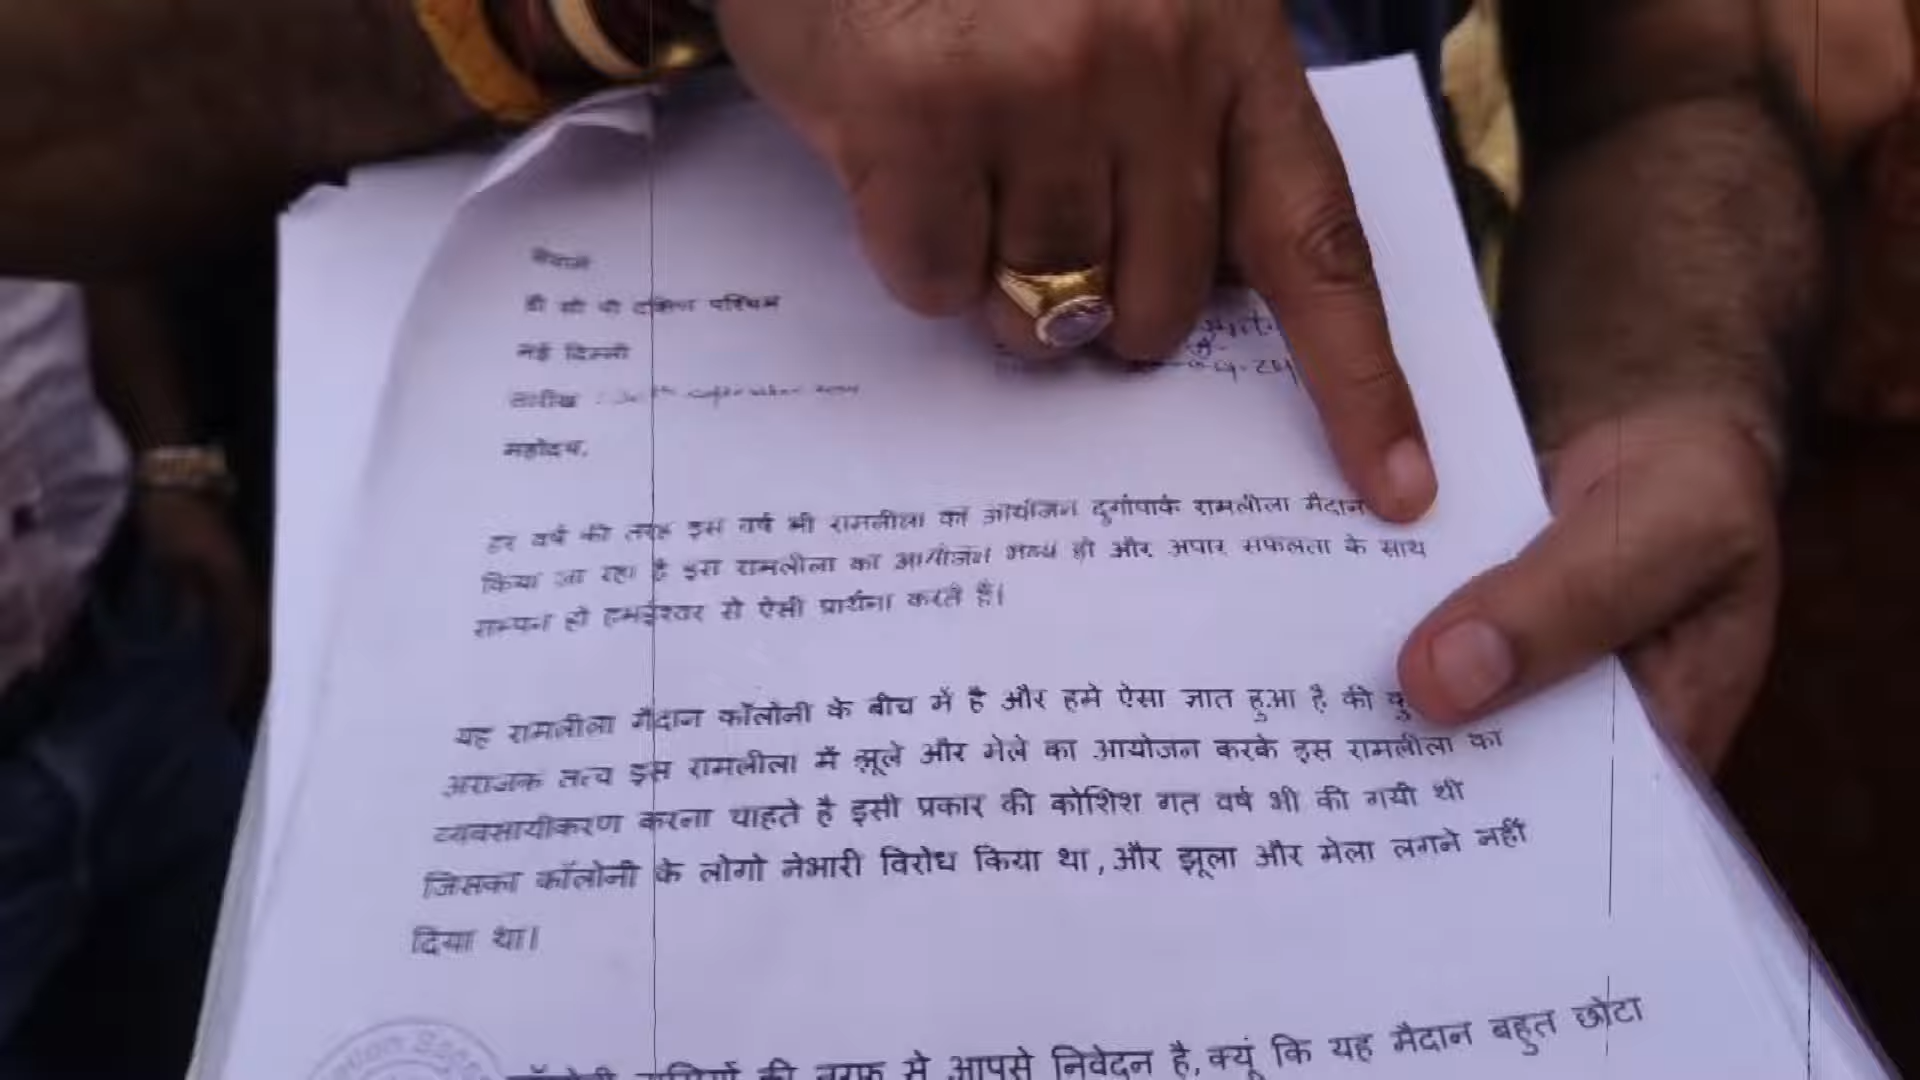 सेवामे
डी सी पी दक्षिण पश्चिम
नई दिल्ली
तारीख :
महोदय,
हर वर्ष की तरह इस वर्ष भी रामलीला का आयोजन दुर्गापार्क रामलीला मैदान
किया जा रहा है इस रामलीला का आयोजन भव्य हो और अपार सफलता के साथ
सम्पन हो हमईश्वर से ऐसी प्रार्थना करते हैं।
यह रामलीला मैदान कॉलोनी के बीच में है और हमे ऐसा ज्ञात हुआ है की
अराजक तत्व इस रामलीला में झूले और मेले का आयोजन करके इस रामलीला का
व्यवसायीकरण करना चाहते है इसी प्रकार की कोशिश गत वर्ष भी की गयी थी
जिसका कॉलोनी के लोगो नेभारी विरोध किया था, और झूला और मेला लगने नहीं
दिया था।
की तरफ से आपसे निवेदन है, क्यूं कि यह मैदान बहुत छोटा